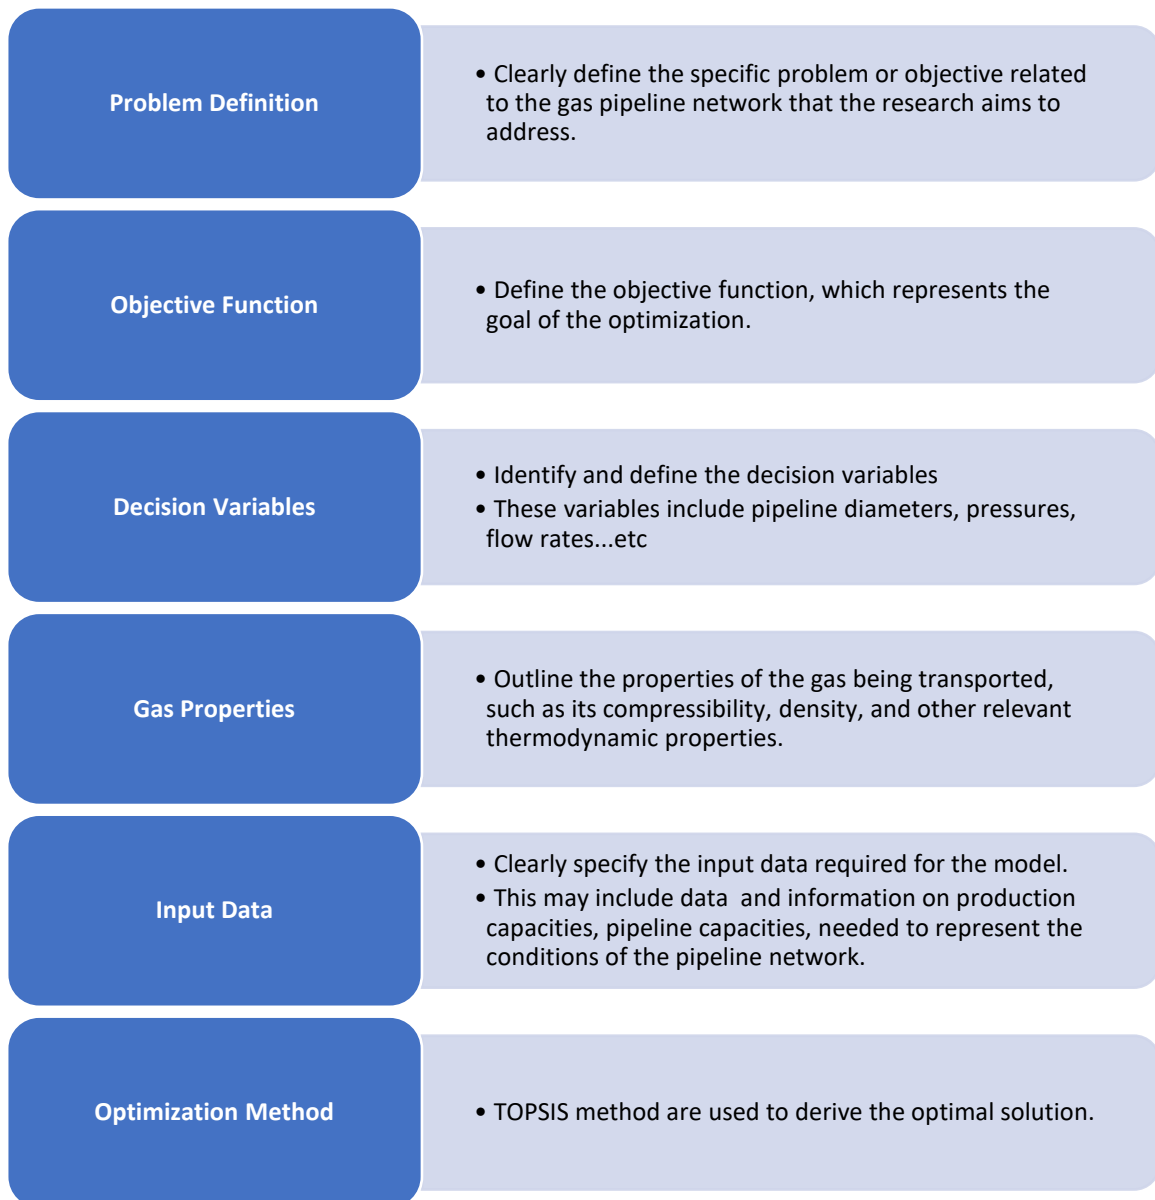 Problem Definition
• Clearly define the specific problem or objective related
to the gas pipeline network that the research aims to
address.
Objective Function
• Define the objective function, which represents the
goal of the optimization.
Decision Variables
• Identify and define the decision variables
• These variables include pipeline diameters, pressures,
flow rates...etc
Gas Properties
• Outline the properties of the gas being transported,
such as its compressibility, density, and other relevant
thermodynamic properties.
Input Data
• Clearly specify the input data required for the model.
• This may include data  and information on production
capacities, pipeline capacities, needed to represent the
conditions of the pipeline network.
Optimization Method
• TOPSIS method are used to derive the optimal solution.